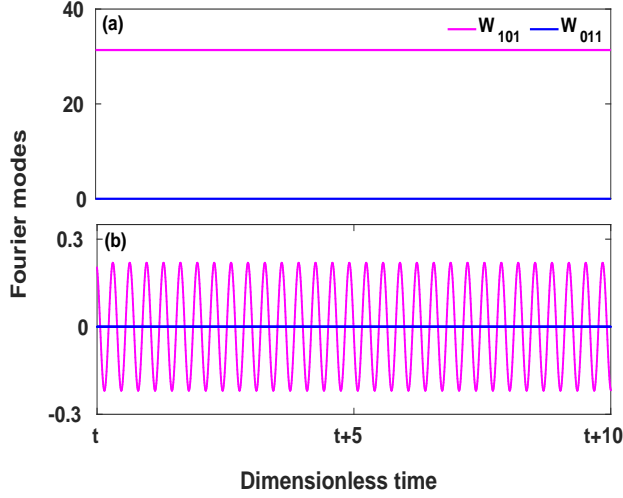 40
(a)
W101
W011
20
0
Fourier modes
0.3
(b)
0
-0.3
t
t+5
t+10
Dimensionless time